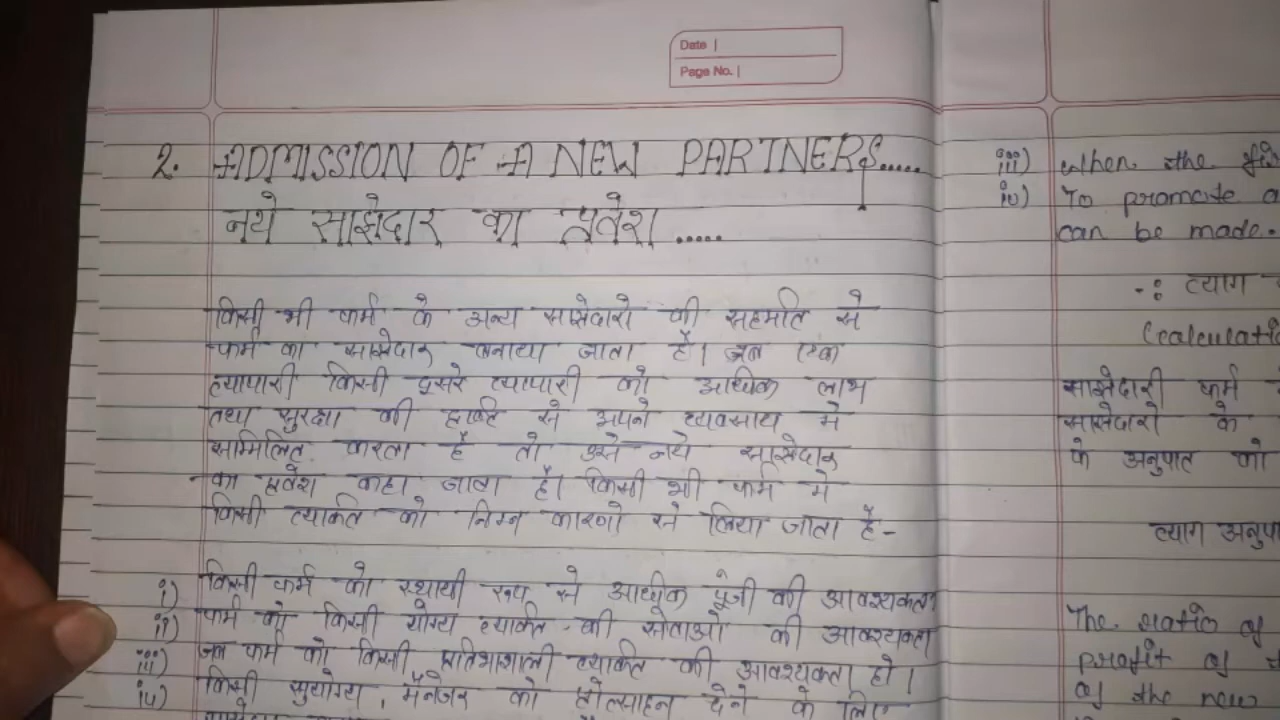 Date |
Page No. |
2. ADMISSION OF A NEW PARTNERS.....
नये साझेदार का प्रवेश.....
किसी भी फर्म के अन्य साझेदारो की सहमति से
फर्म का साझेदार बनाया जाता है। जब एक
व्यापारी किसी दूसरे व्यापारी को अधिक लाभ
तथा सुरक्षा की से अपने व्यवसाय मे
सम्मिलित करता है तो उसे नये साझेदार
का प्रवेश कहा जाता है। किसी भी फर्म मे
किसी व्यक्ति को निम्न कारणो से लिया जाता है-
i) किसी फर्म को स्थायी रूप से अधिक पूंजी की आवश्यकता
ii) फर्म को किसी योग्य व्यक्ति की सेवाओ की आवश्यकता
iii) जब फर्म को किसी प्रतिभाशाली व्यक्ति की आवश्यकता हो।
iv) किसी सुयोग्य, मैनेजर को प्रोत्साहन देने के लिए
iii) when the
iv) To promote a
can be made.
-: त्याग
(calculati
साझेदारी फर्म
साझेदारो के
के अनुपात को
त्याग अनुपा
The ratio of
profit of
of the new